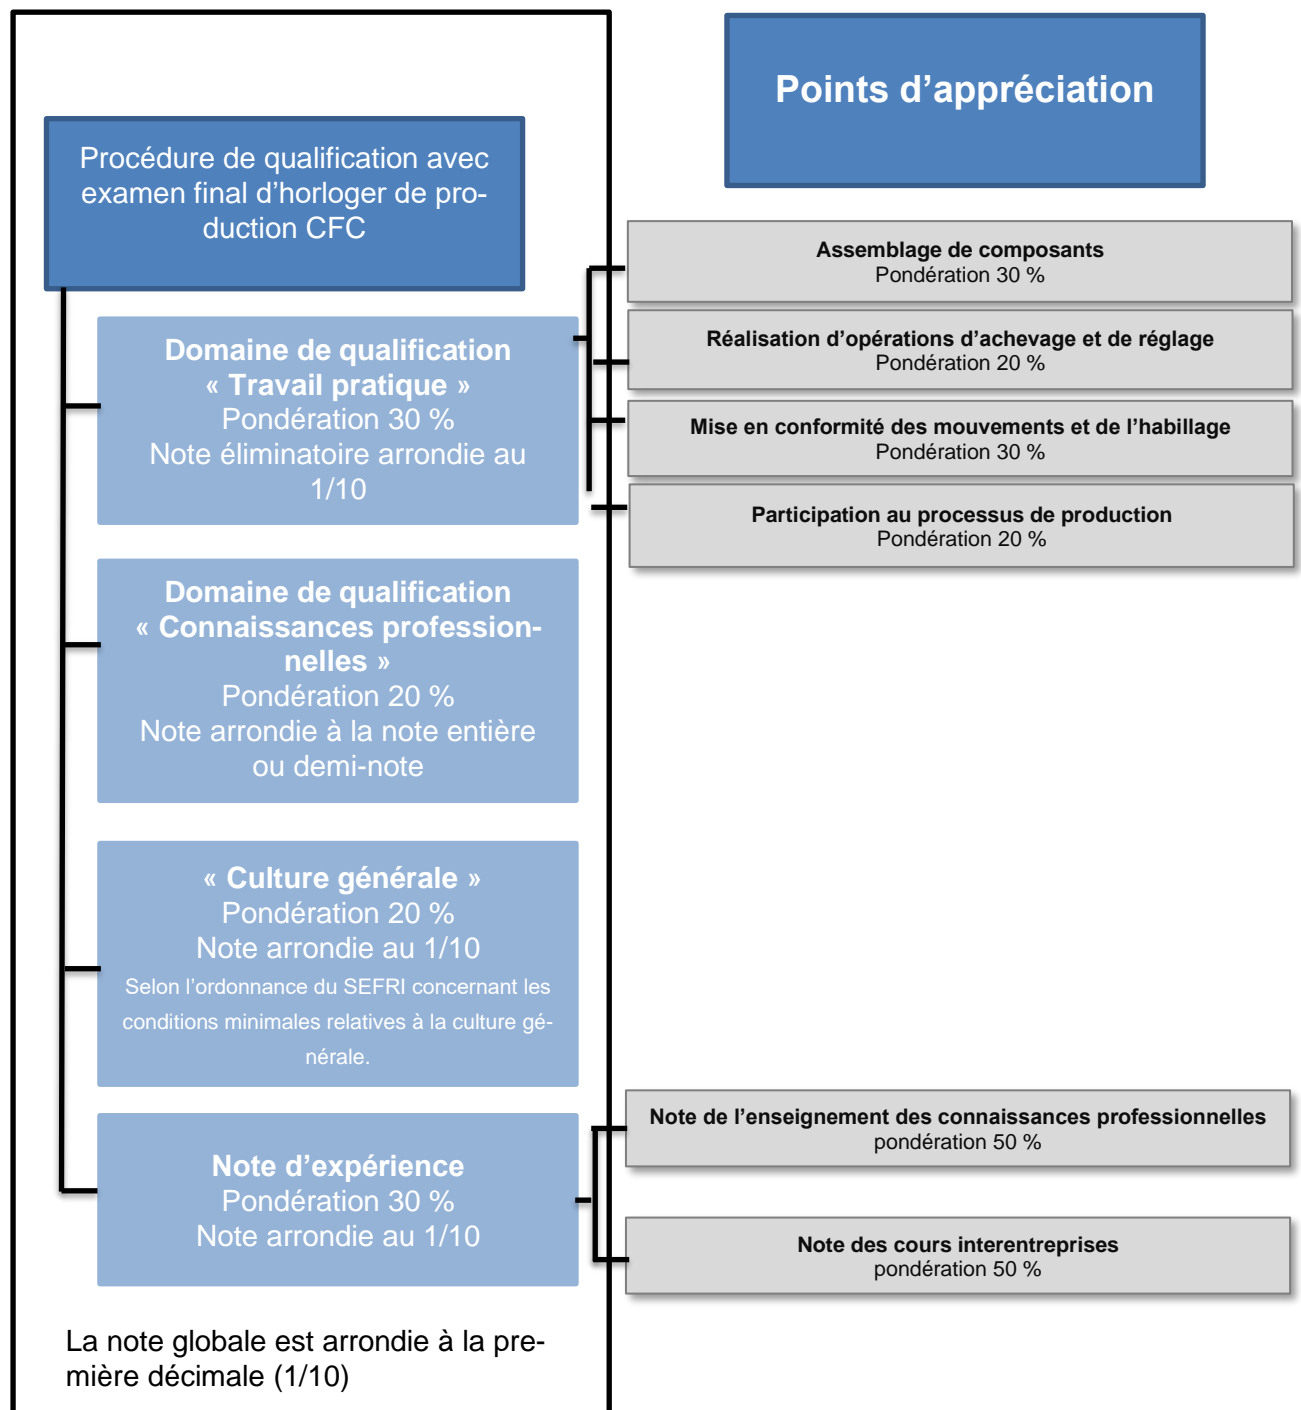 Points d’appréciation
Procédure de qualification avec
examen final d’horloger de pro-
duction CFC
Assemblage de composants
Pondération 30 %
Réalisation d’opérations d’achevage et de réglage
Pondération 20 %
Mise en conformité des mouvements et de l’habillage
Pondération 30 %
Participation au processus de production
Pondération 20 %
Domaine de qualification
« Travail pratique »
Pondération 30 %
Note éliminatoire arrondie au
1/10
Domaine de qualification
« Connaissances profession-
nelles »
Pondération 20 %
Note arrondie à la note entière
ou demi-note
« Culture générale »
Pondération 20 %
Note arrondie au 1/10
Selon l’ordonnance du SEFRI concernant les
conditions minimales relatives à la culture gé-
nérale.
Note d’expérience
Pondération 30 %
Note arrondie au 1/10
Note de l’enseignement des connaissances professionnelles
pondération 50 %
Note des cours interentreprises
pondération 50 %
La note globale est arrondie à la pre-
mière décimale (1/10)